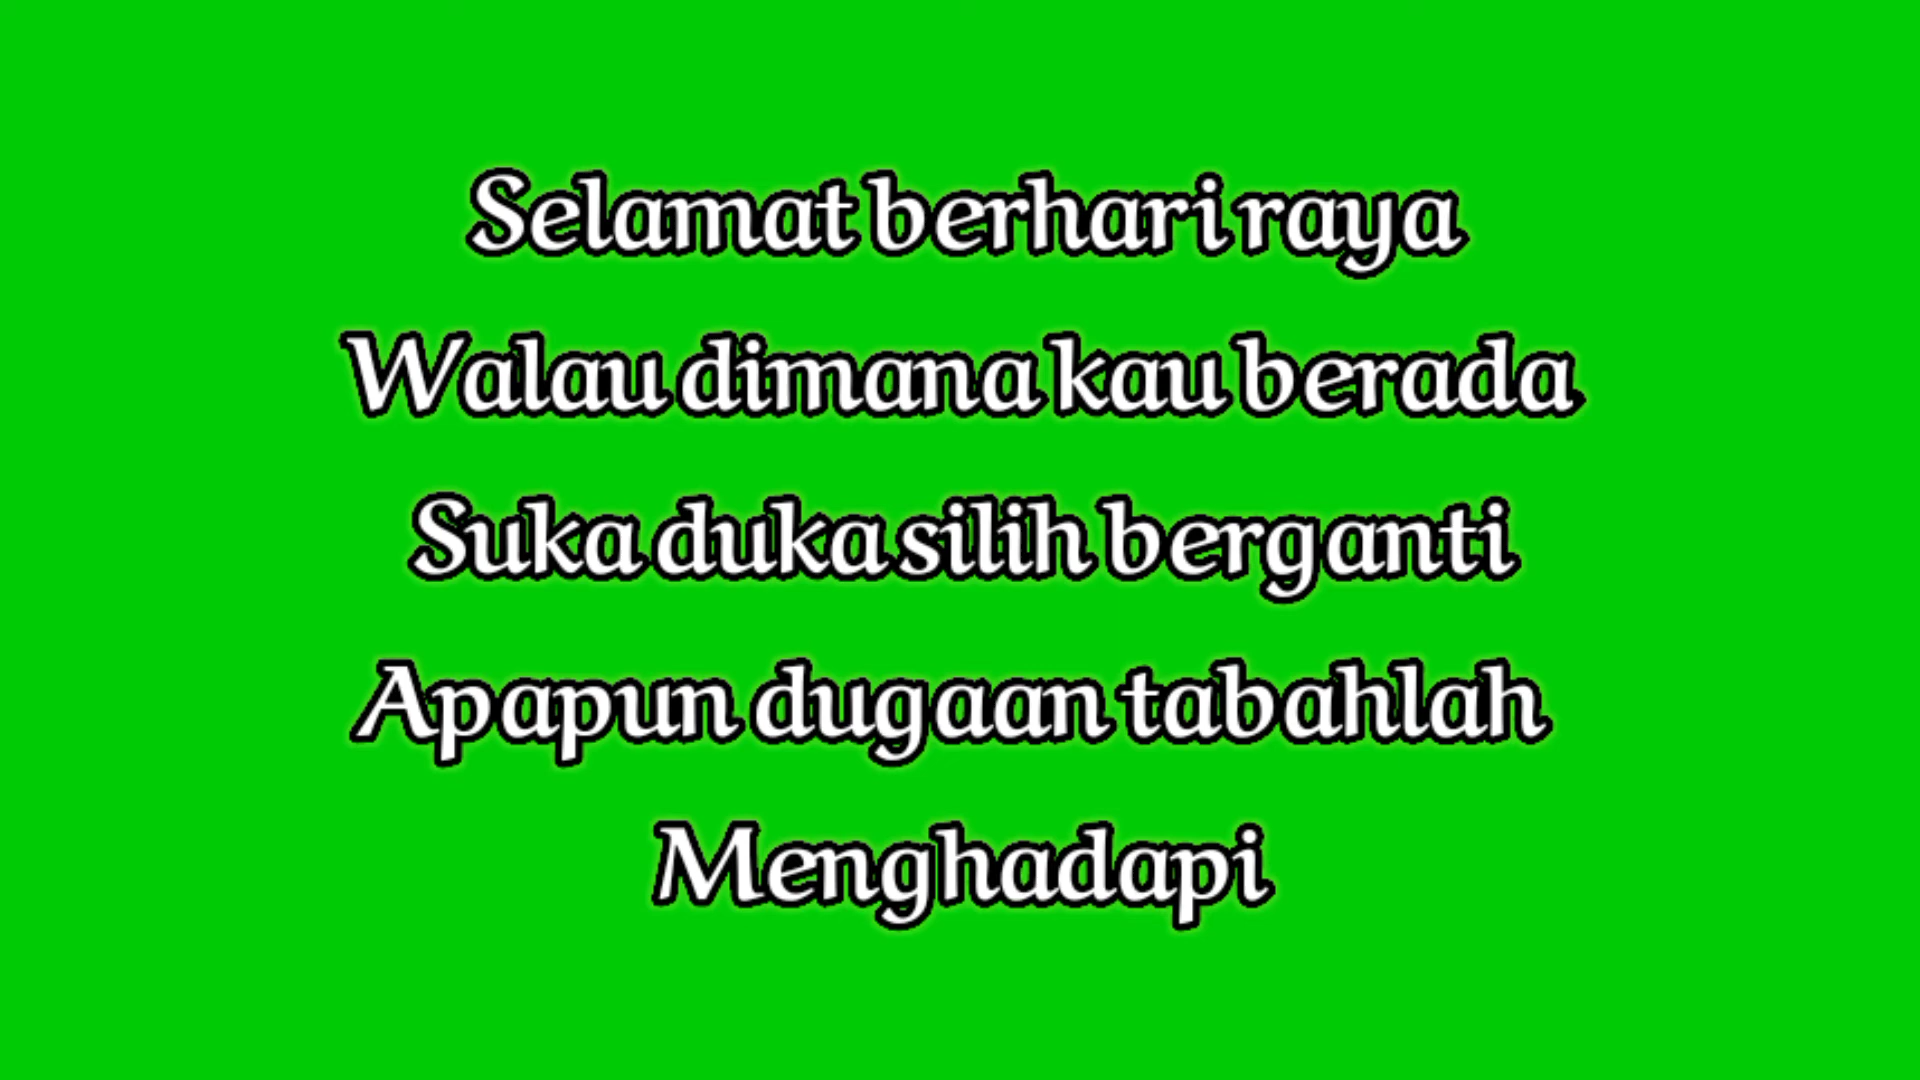 Selamat berhari raya
Walau dimana kau berada
Suka duka silih berganti
Apapun dugaan tabahlah
Menghadapi